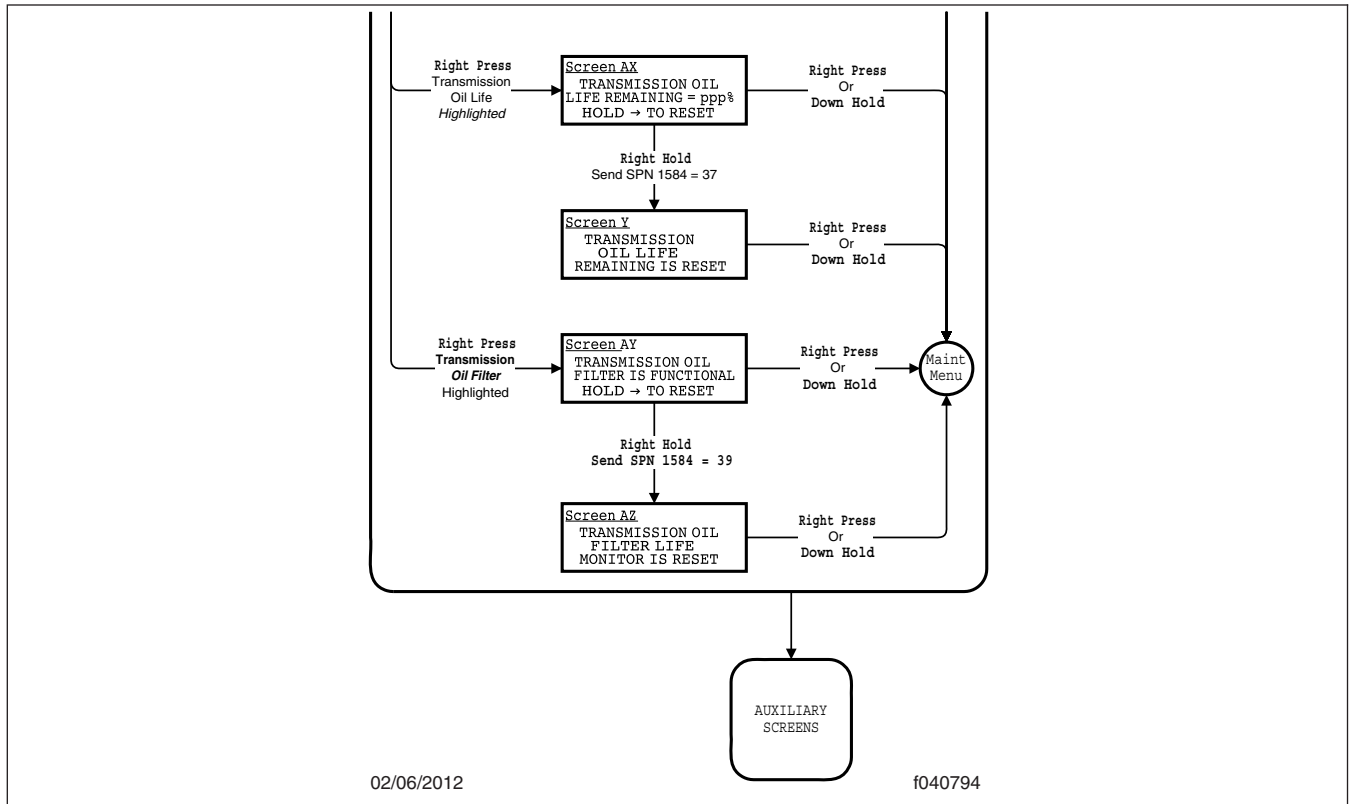 Right Press
Transmission
Oil Life
Highlighted
Screen AX
TRANSMISSION OIL
LIFE REMAINING = ppp%
HOLD → TO RESET
Right Press
Or
Down Hold
Right Hold
Send SPN 1584 = 37
Screen Y
TRANSMISSION
OIL LIFE
REMAINING IS RESET
Right Press
Or
Down Hold
Right Press
Transmission
Oil Filter
Highlighted
Screen AY
TRANSMISSION OIL
FILTER IS FUNCTIONAL
HOLD → TO RESET
Right Press
Or
Down Hold
Maint
Menu
Right Hold
Send SPN 1584 = 39
Screen AZ
TRANSMISSION OIL
FILTER LIFE
MONITOR IS RESET
Right Press
Or
Down Hold
AUXILIARY
SCREENS
02/06/2012
f040794